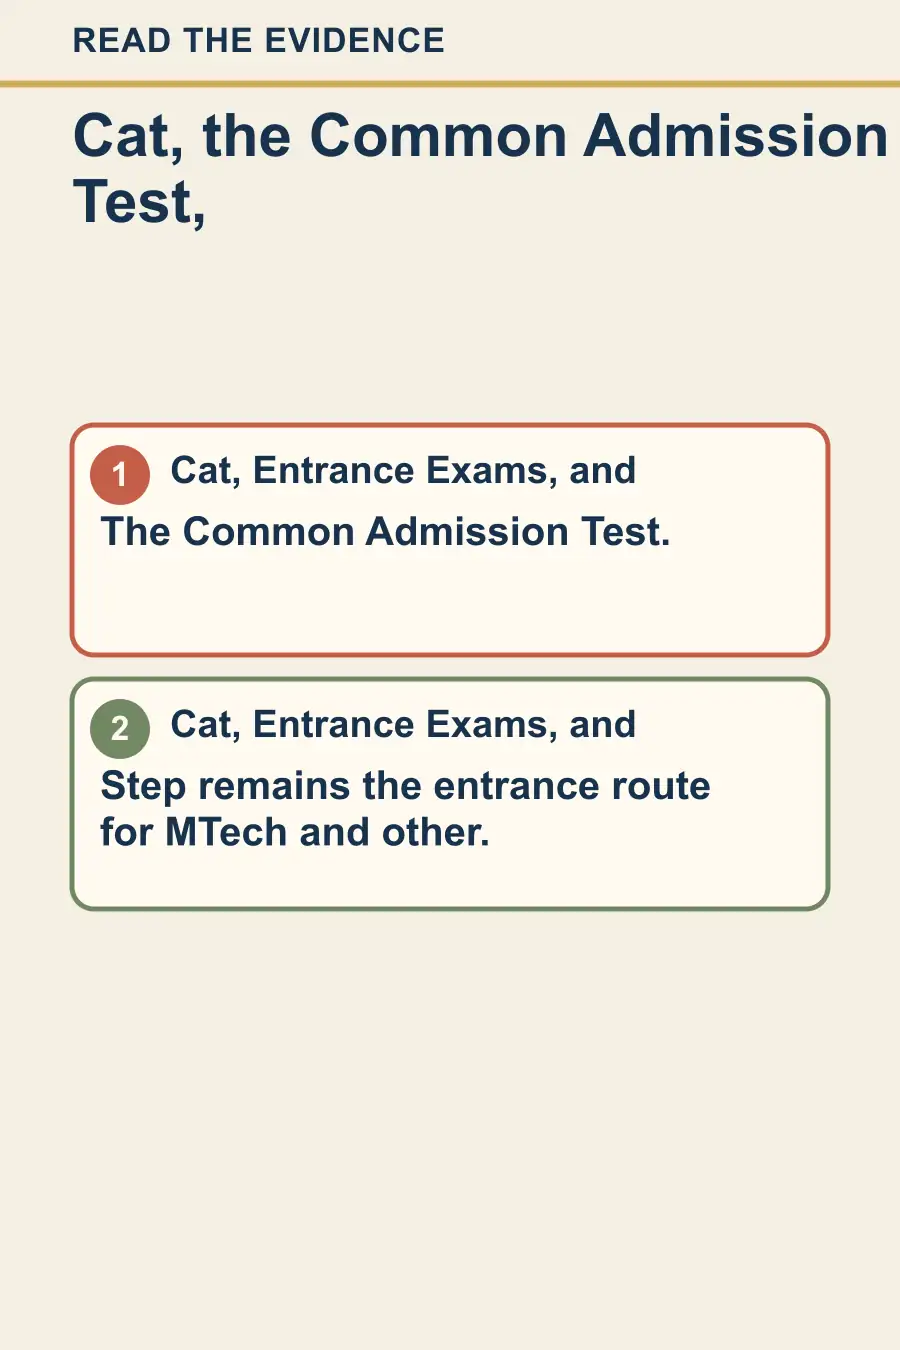 READ THE EVIDENCE
Cat, the Common Admission
Test,
1 Cat, Entrance Exams, and
The Common Admission Test.
2 Cat, Entrance Exams, and
Step remains the entrance route
for MTech and other.